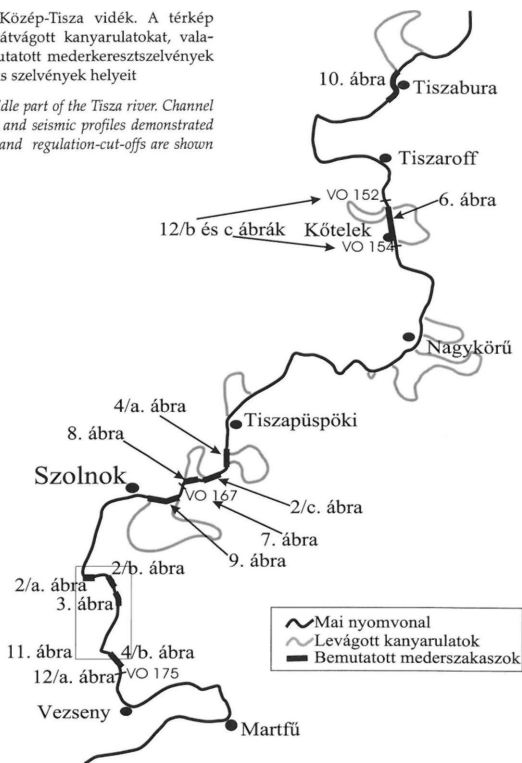 Közép-Tisza vidék. A térkép
átvágott kanyarulatokat, vala-
utatott mederkeresztszelvények
s szelvények helyeit
ddle part of the Tisza river. Channel
and seismic profiles demonstrated
and regulation-cut-offs are shown
10. ábra
Tiszabura
Tiszaroff
VO 152
6. ábra
12/b és c ábrák
Kőtelek
VO 154
Nagykörű
4/a. ábra
Tiszapüspöki
8. ábra
Szolnok
VO 167
2/c. ábra
7. ábra
9. ábra
2/b. ábra
2/a. ábra
3. ábra
11. ábra
4/b. ábra
12/a. ábra
VO 175
Vezseny
Martfű
Mai nyomvonal
Levágott kanyarulatok
Bemutatott mederszakaszok